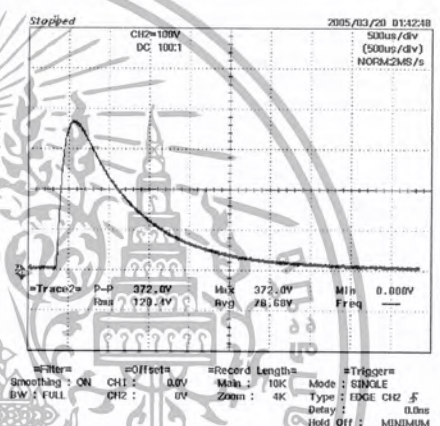 Stopped 2005/03/20 01:42:48
CH2=100V 500us/div
DC 100:1 (500us/div)
NORM:2MS/s
=Trace2= P-P 372.0V Max 372.0V Min 0.000V
Rms 120.4V Avg 78.68V Freq ---
=Filter= =Offset= =Record Length= =Trigger=
Smoothing : ON CH1 : 0.0V Main : 10K Mode : SINGLE
BW : FULL CH2 : 0V Zoom : 4K Type : EDGE CH2
Delay : 0.0ns
Hold Off : MINIMUM